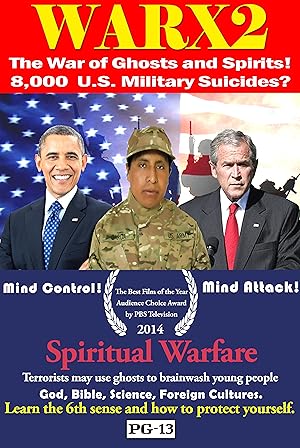 WARX2
The War of Ghosts and Spirits!
8,000 U.S. Military Suicides?
Mind Control!
Mind Attack!
The Best Film of the Year
Audience Choice Award
by PBS Television
2014
Spiritual Warfare
Terrorists may use ghosts to brainwash young people
God, Bible, Science, Foreign Cultures.
Learn the 6th sense and how to protect yourself.
PG-13